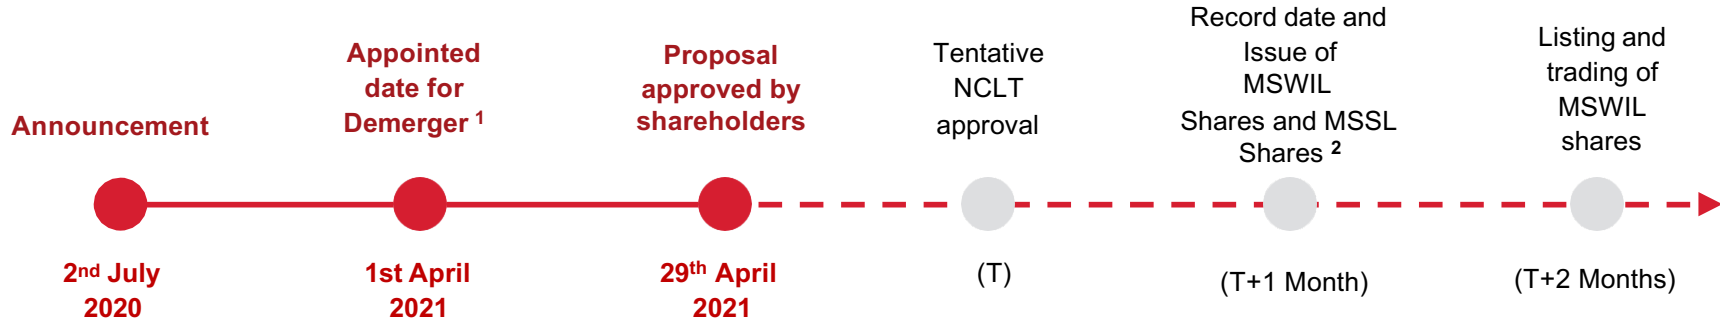 Announcement
Appointed
date for
Demerger 1
Proposal
approved by
shareholders
Tentative
NCLT
approval
Record date and
Issue of
MSWIL
Shares and MSSL
Shares 2
Listing and
trading of
MSWIL
shares
2nd July
2020
1st April
2021
29th April
2021
(T)
(T+1 Month)
(T+2 Months)